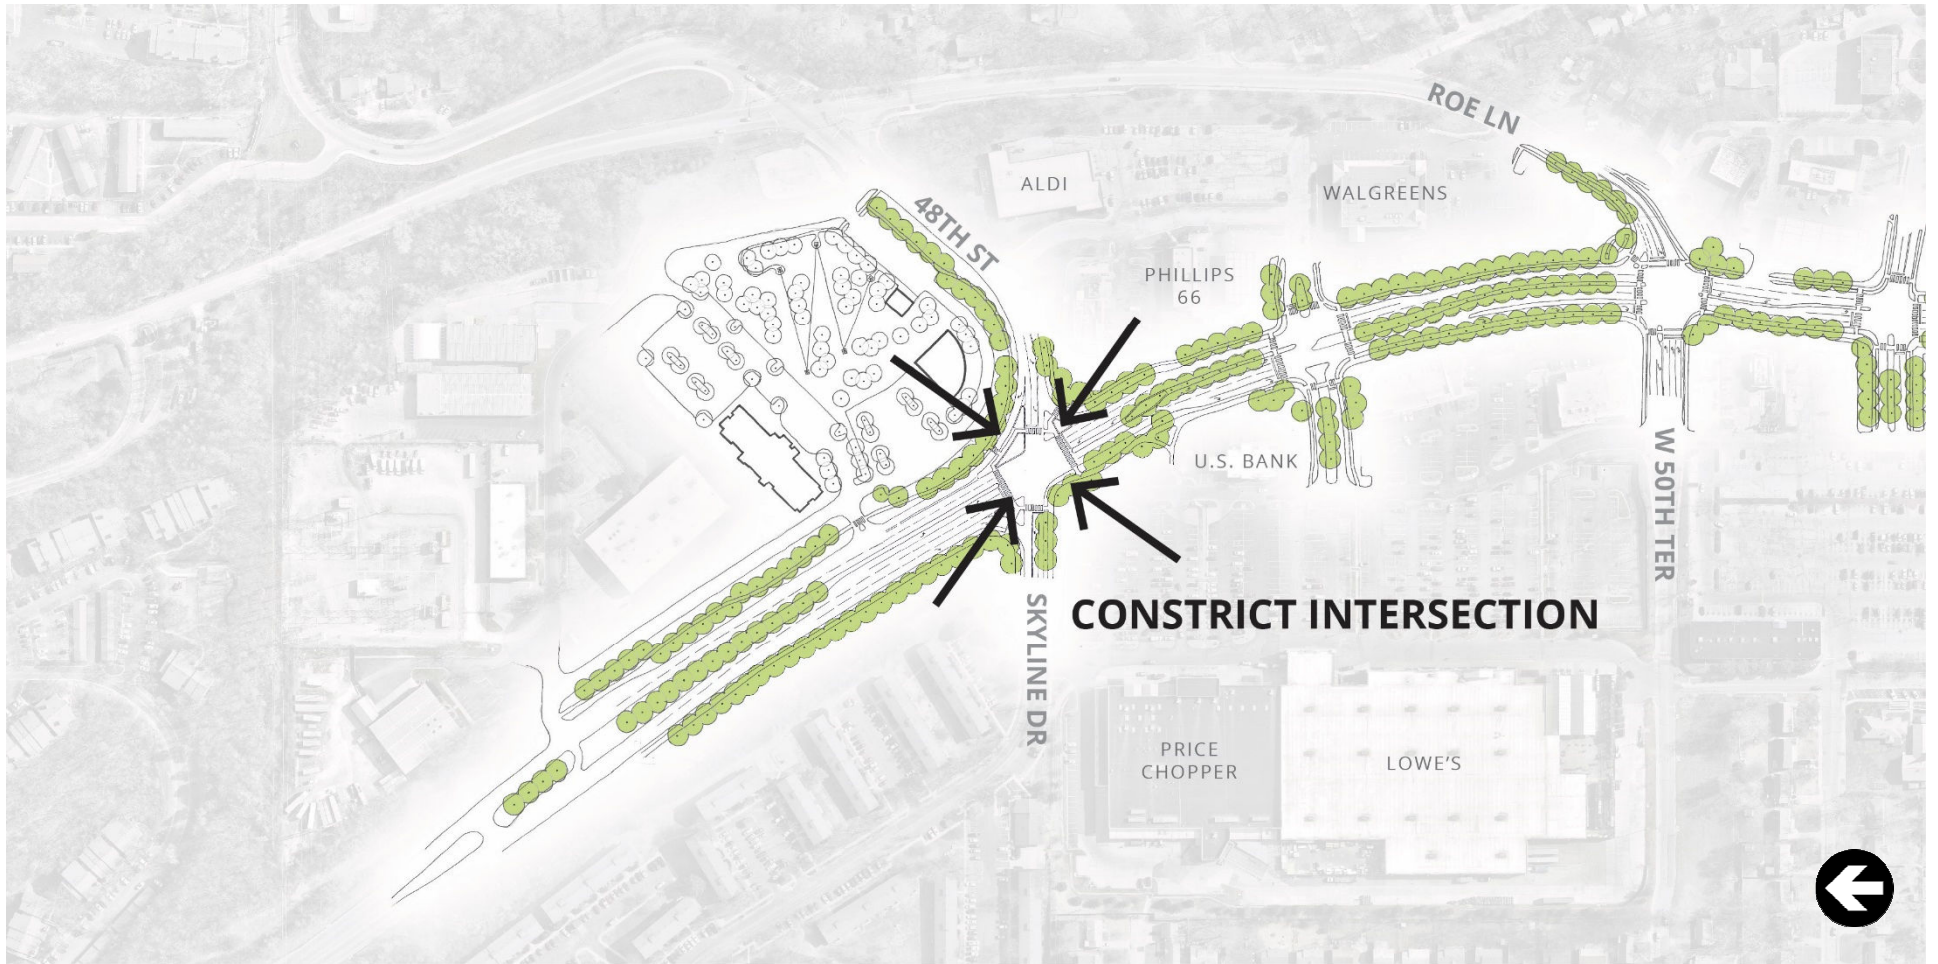 ROE LN
ALDI
WALGREENS
48TH ST
PHILLIPS
66
U.S. BANK
W 50TH TER
SKYLINE DR
CONSTRICT INTERSECTION
PRICE
CHOPPER
LOWE'S